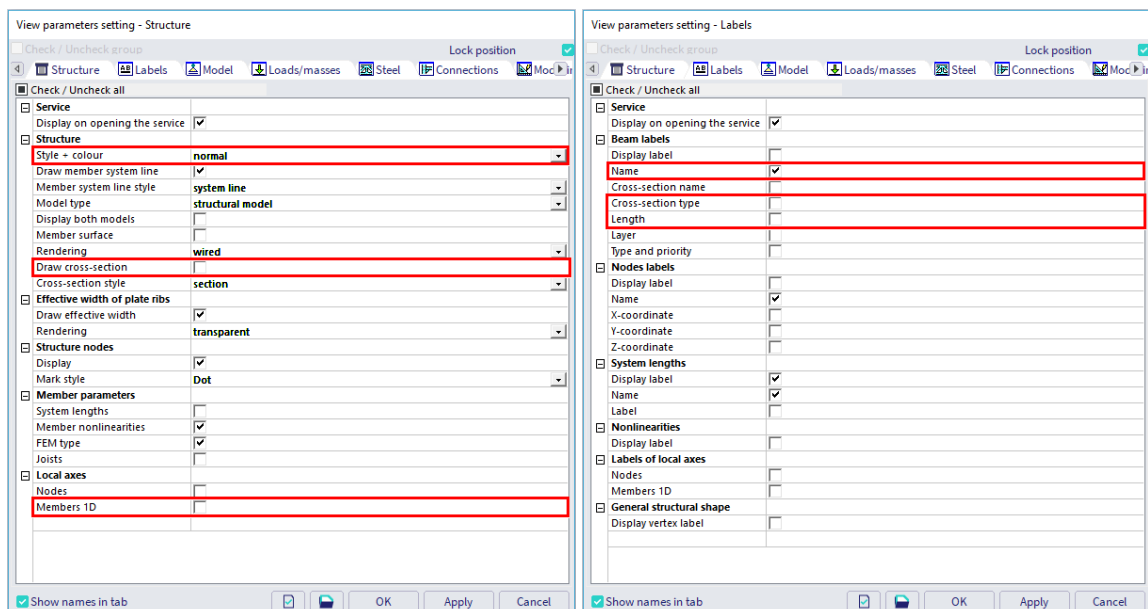 View parameters setting - Structure
Check / Uncheck group
Lock position
Structure Labels Model Loads/masses Steel Connections
Check / Uncheck all
Service
Display on opening the service
Structure
Style + colour normal
Draw member system line
Member system line style system line
Model type structural model
Display both models
Member surface
Rendering wired
Draw cross-section
Cross-section style section
Effective width of plate ribs
Draw effective width
Rendering transparent
Structure nodes
Display
Mark style Dot
Member parameters
System lengths
Member nonlinearities
FEM type
Joists
Local axes
Nodes
Members 1D
Show names in tab
OK Apply Cancel
View parameters setting - Labels
Check / Uncheck group
Lock position
Structure Labels Model Loads/masses Steel Connections
Check / Uncheck all
Service
Display on opening the service
Beam labels
Display label
Name
Cross-section name
Cross-section type
Length
Layer
Type and priority
Nodes labels
Display label
Name
X-coordinate
Y-coordinate
Z-coordinate
System lengths
Display label
Name
Label
Nonlinearities
Display label
Labels of local axes
Nodes
Members 1D
General structural shape
Display vertex label
Show names in tab
OK Apply Cancel